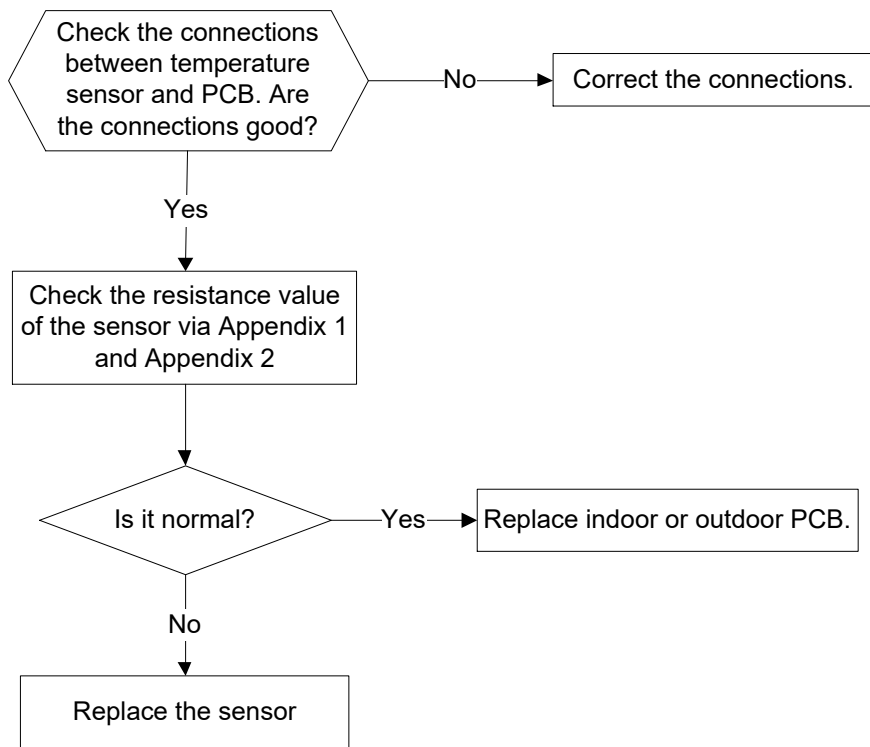 Check the connections
between temperature
sensor and PCB. Are
the connections good?
No
Correct the connections.
Yes
Check the resistance value
of the sensor via Appendix 1
and Appendix 2
Is it normal?
Yes
Replace indoor or outdoor PCB.
No
Replace the sensor